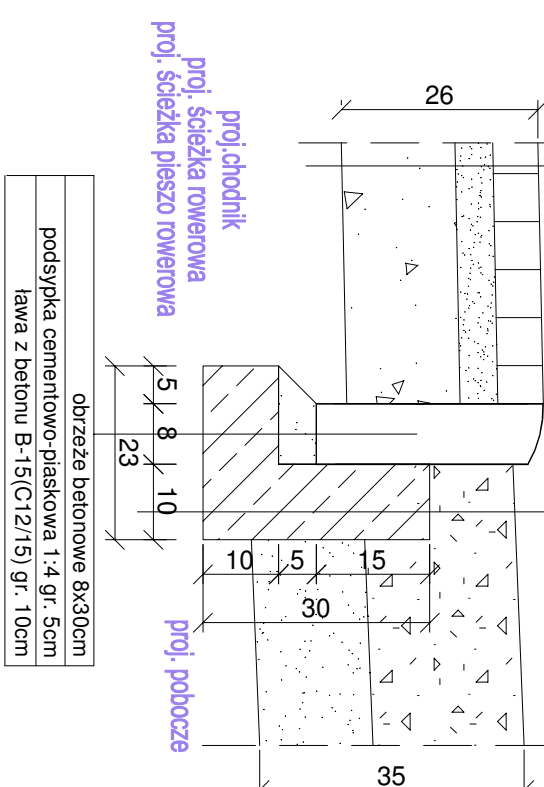 26
proj.chodnik
proj. ścieżka rowerowa
proj. ścieżka pieszo rowerowa
5
8
10
23
10
5
15
30
proj. pobocze
35
obrzeże betonowe 8x30cm
podsypka cementowo-piaskowa 1:4 gr. 5cm
ława z betonu B-15(C12/15) gr. 10cm